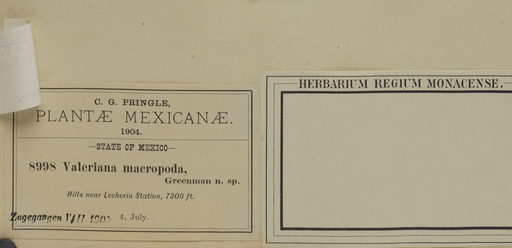 C. G. PRINGLE,
PLANTÆ MEXICANÆ.
1904.
—STATE OF MEXICO—
8998 Valeriana macropoda,
Greenman n. sp.
Hills near Lecheria Station, 7300 ft.
Zugegangen 4, July.
HERBARIUM REGIUM MONACENSE.